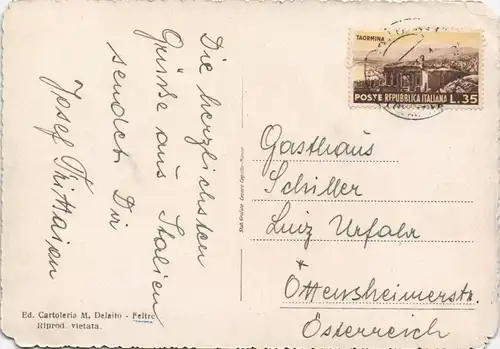 Die herzlichsten
Grüsse aus Italien
sendet Dir
Josef
TAORMINA
POSTE REPUBBLICA ITALIANA L.35
Gasthaus
Schiller
Linz Urfahr
Ottensheimerstr.
Österreich
Ed. Cartoleria M. Delaito - Feltre
Riprod. vietata.